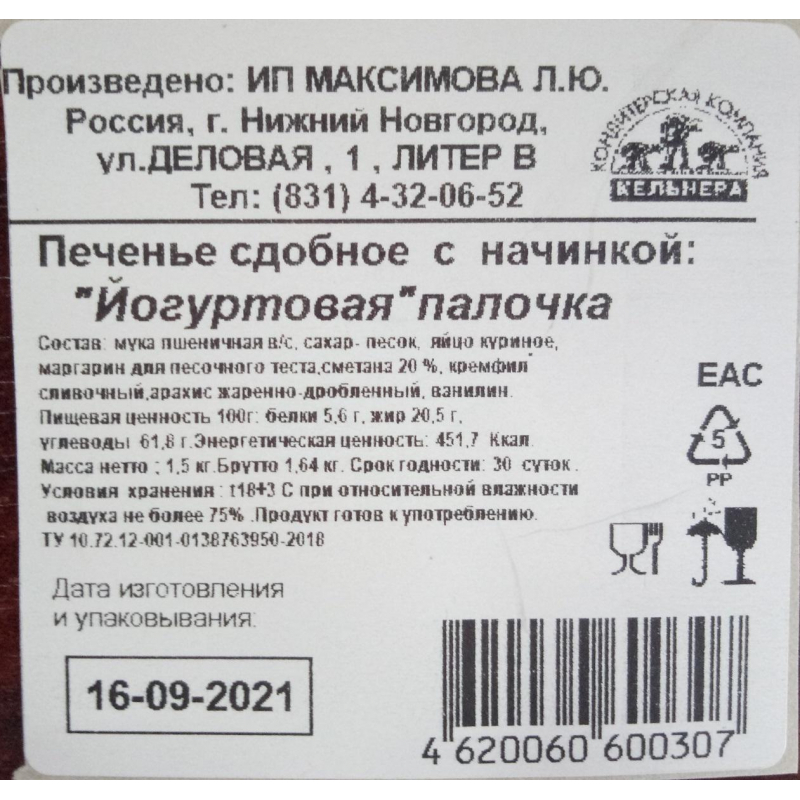 Произведено: ИП МАКСИМОВА Л.Ю.
Россия, г. Нижний Новгород,
ул.ДЕЛОВАЯ , 1 , ЛИТЕР В
Тел: (831) 4-32-06-52
КОНДИТЕРСКАЯ КОМПАНИЯ
КЕЛЬНЕРА
Печенье сдобное с начинкой:
"Йогуртовая"палочка
Состав: мука пшеничная в/с, сахар- песок, яйцо куриное,
маргарин для песочного теста,сметана 20 %, кремфил
сливочный,арахис жаренно-дробленный, ванилин.
Пищевая ценность 100г: белки 5,6 г, жир 20,5 г,
углеводы 61,8 г.Энергетическая ценность: 451,7 Ккал.
Масса нетто : 1,5 кг.Брутто 1,64 кг. Срок годности: 30 суток .
Условия хранения : t18+3 С при относительной влажности
воздуха не более 75% .Продукт готов к употреблению.
ТУ 10.72.12-001-0138763950-2018
EAC
5
PP
Дата изготовления
и упаковывания:
16-09-2021
4 620060 600307